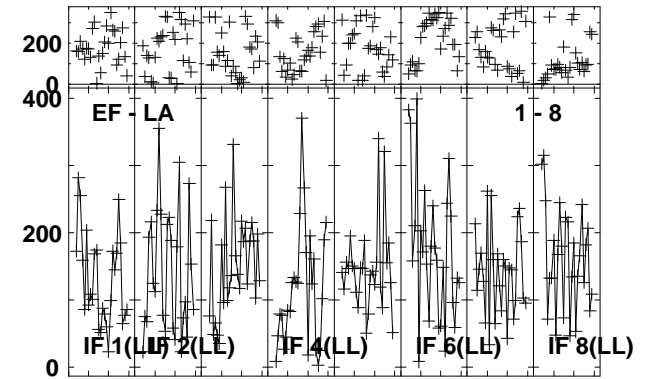 200
0
400
EF - LA
1 - 8
200
0
IF 1(LL)
IF 2(LL)
IF 4(LL)
IF 6(LL)
IF 8(LL)